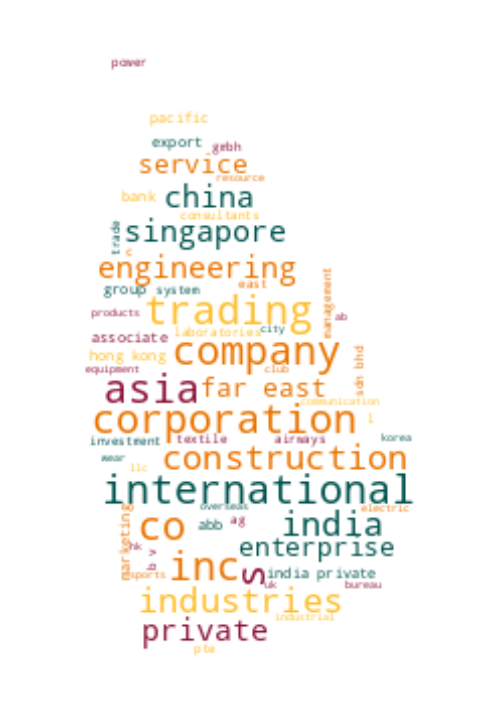 power
pacific
export
gmbh
service
resource
bank
china
consultants
trade
singapore
c
engineering
east
management
group
system
trading
products
ab
city
associate
laboratories
hong kong
company
sdn bhd
equipment
club
asia
far east
communication
corporation
l
investment
textile
airways
korea
wear
construction
llc
international
overseas
electric
marketing
co
abb
ag
india
hk
enterprise
b v
inc
s
sports
india private
uk
bureau
industries
industrial
private
pte